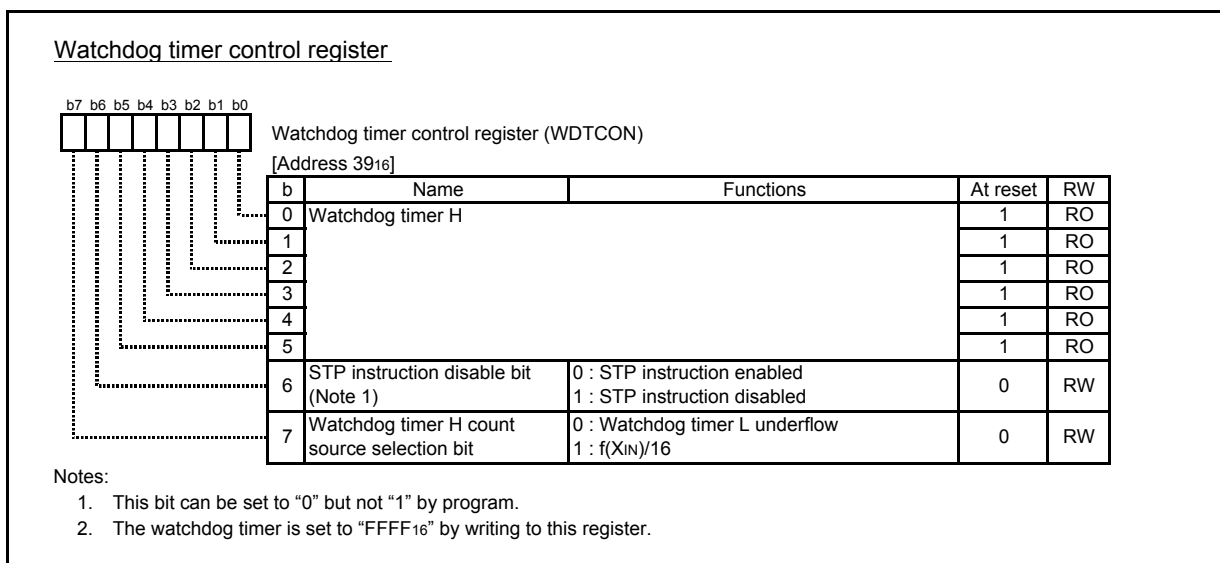 Watchdog timer control register
b7 b6 b5 b4 b3 b2 b1 b0
Watchdog timer control register (WDTCON)
[Address 3916]
b Name Functions At reset RW
0 Watchdog timer H 1 RO
1 1 RO
2 1 RO
3 1 RO
4 1 RO
5 1 RO
6 STP instruction disable bit (Note 1) 0 : STP instruction enabled 1 : STP instruction disabled 0 RW
7 Watchdog timer H count source selection bit 0 : Watchdog timer L underflow 1 : f(XIN)/16 0 RW
Notes:
1. This bit can be set to “0” but not “1” by program.
2. The watchdog timer is set to “FFFF16” by writing to this register.